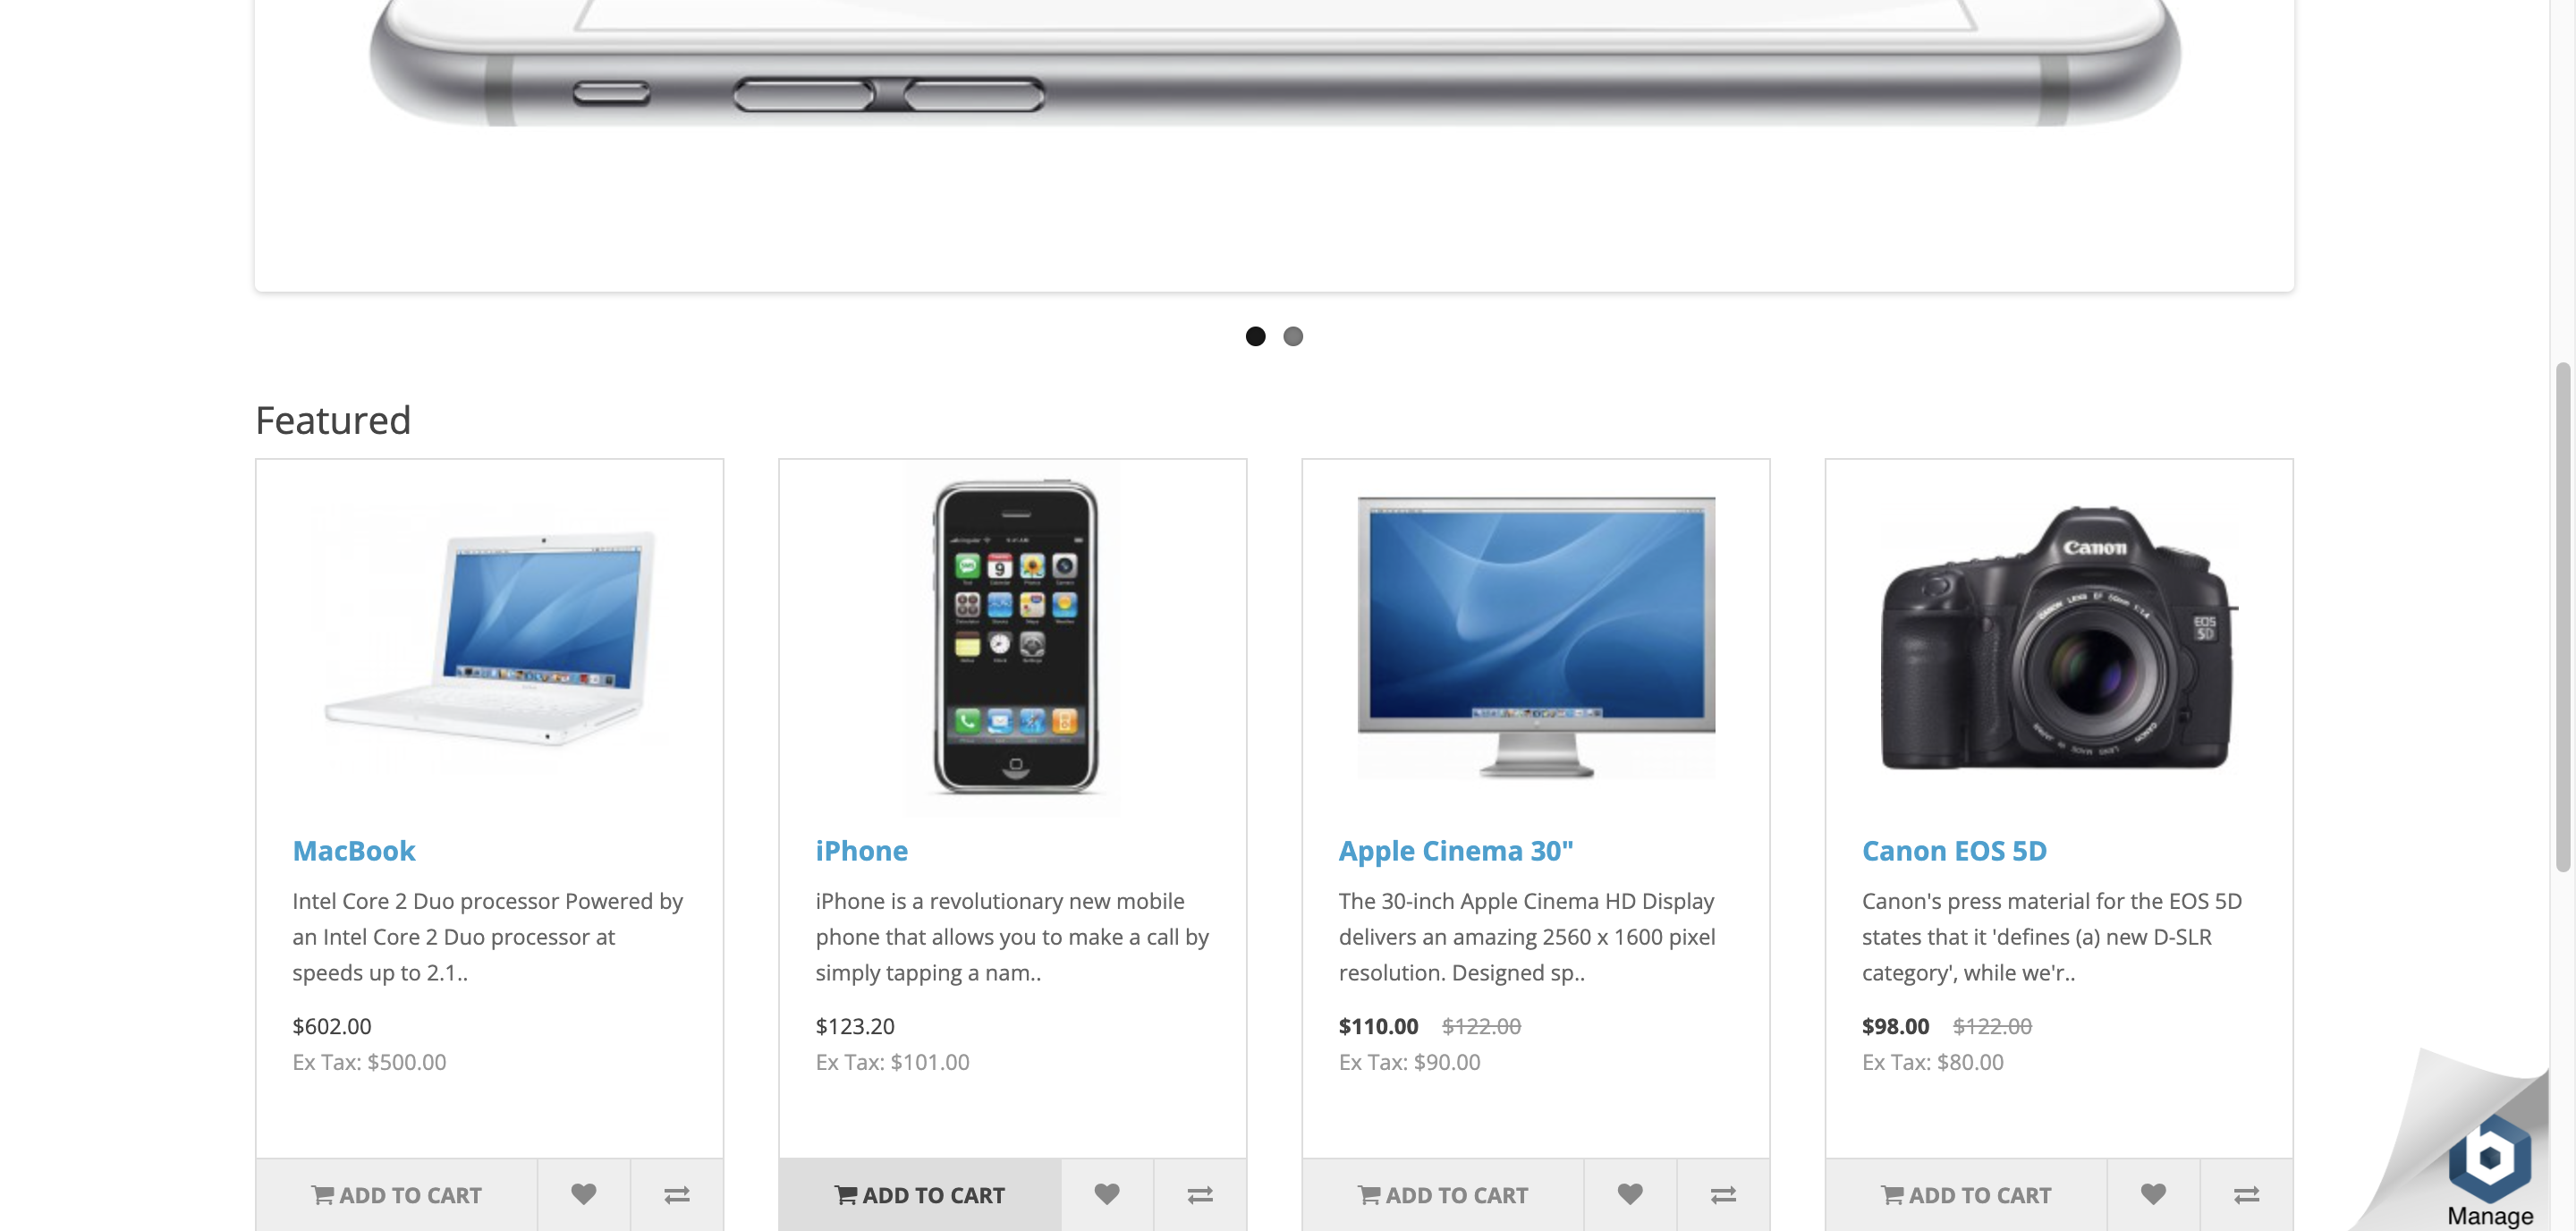 Featured
MacBook
Intel Core 2 Duo processor Powered by
an Intel Core 2 Duo processor at
speeds up to 2.1..
$602.00
Ex Tax: $500.00
ADD TO CART
iPhone
iPhone is a revolutionary new mobile
phone that allows you to make a call by
simply tapping a nam..
$123.20
Ex Tax: $101.00
ADD TO CART
Apple Cinema 30"
The 30-inch Apple Cinema HD Display
delivers an amazing 2560 x 1600 pixel
resolution. Designed sp..
$110.00 $122.00
Ex Tax: $90.00
ADD TO CART
Canon
EOS
5D
Canon EOS 5D
Canon's press material for the EOS 5D
states that it 'defines (a) new D-SLR
category', while we'r..
$98.00 $122.00
Ex Tax: $80.00
ADD TO CART
Manage